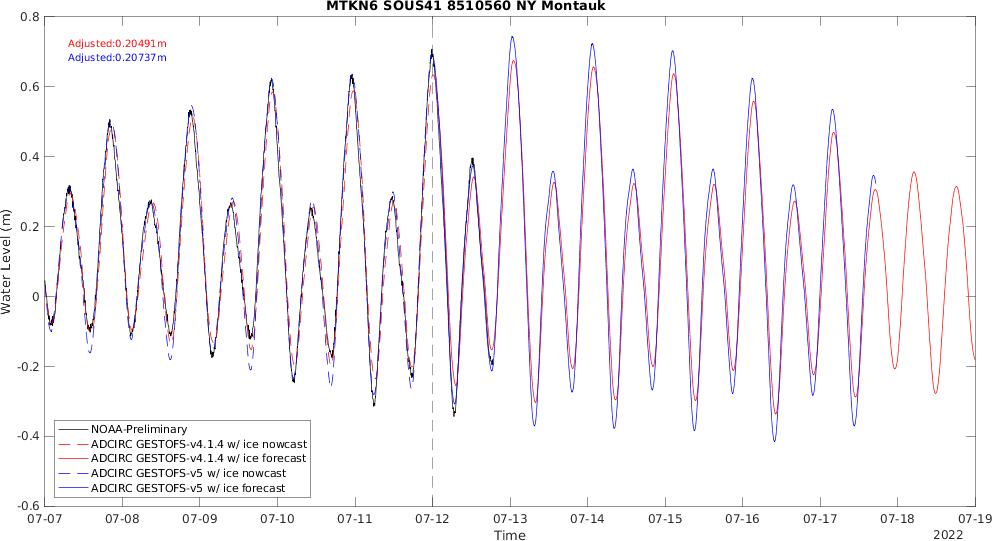 MTKN6 SOUS41 8510560 NY Montauk
Adjusted:0.20491m
Adjusted:0.20737m
0.8
0.6
0.4
0.2
0
-0.2
-0.4
-0.6
Water Level (m)
NOAA-Preliminary
ADCIRC GESTOFS-v4.1.4 w/ ice nowcast
ADCIRC GESTOFS-v4.1.4 w/ ice forecast
ADCIRC GESTOFS-v5 w/ ice nowcast
ADCIRC GESTOFS-v5 w/ ice forecast
07-07 07-08 07-09 07-10 07-11 07-12 07-13 07-14 07-15 07-16 07-17 07-18 07-19
Time
2022